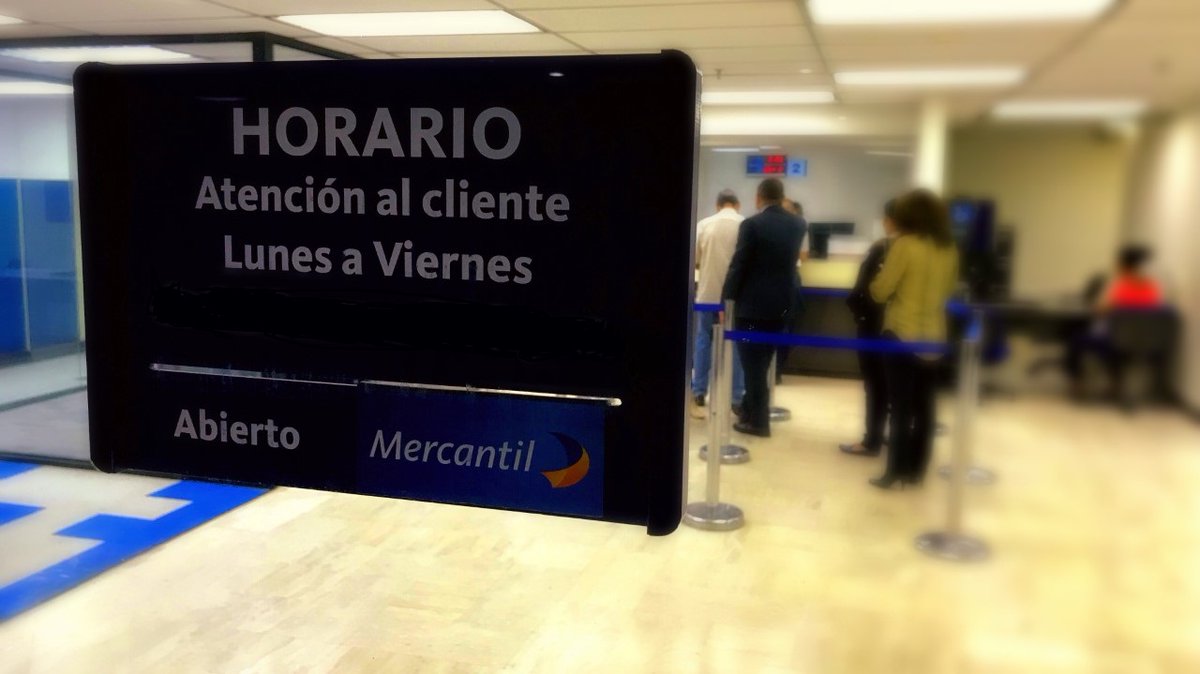 HORARIO
Atención al cliente
Lunes a Viernes
Abierto
Mercantil